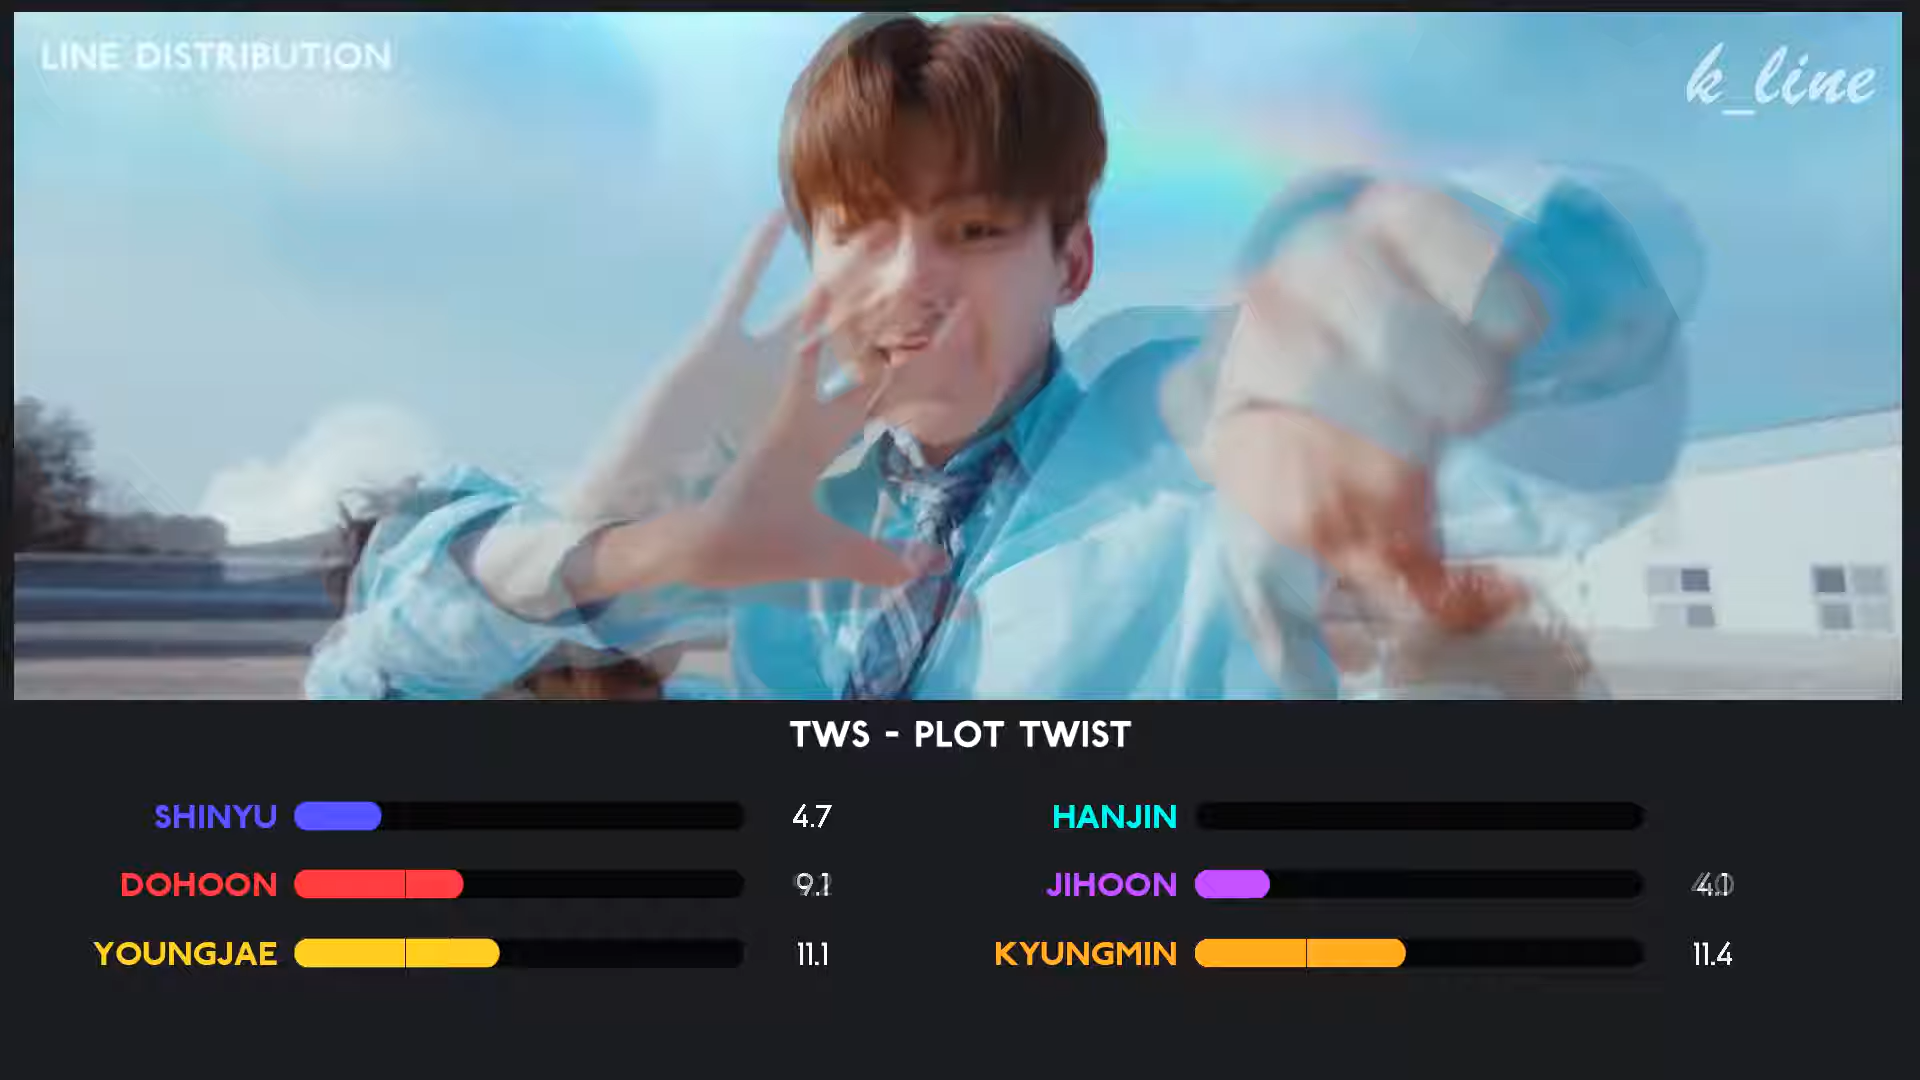 LINE DISTRIBUTION
k_line
TWS - PLOT TWIST
SHINYU 4.7
HANJIN
DOHOON
JIHOON
YOUNGJAE 11.1
KYUNGMIN 11.4